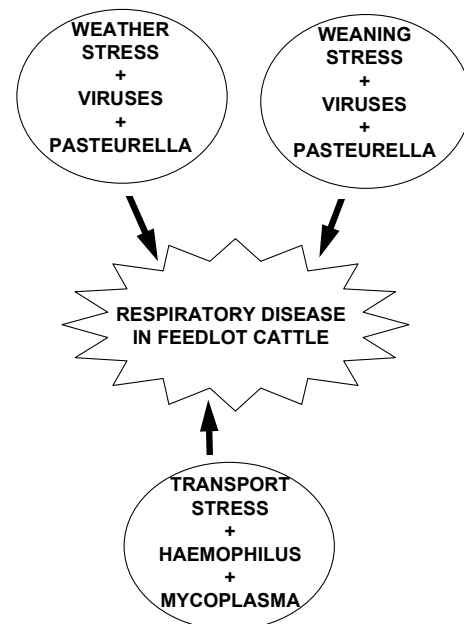 WEATHER
STRESS
+
VIRUSES
+
PASTEURELLA
WEANING
STRESS
+
VIRUSES
+
PASTEURELLA
RESPIRATORY DISEASE
IN FEEDLOT CATTLE
TRANSPORT
STRESS
+
HAEMOPHILUS
+
MYCOPLASMA